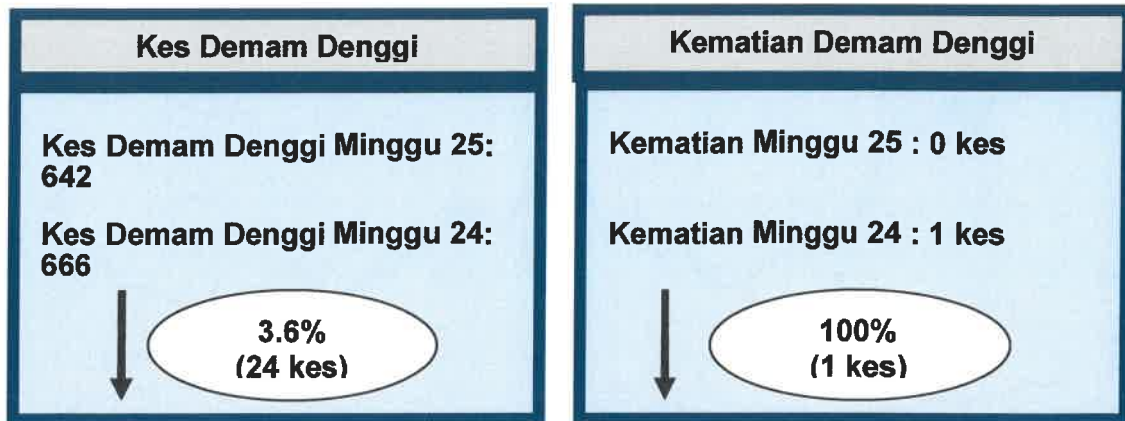 Kes Demam Denggi
Kes Demam Denggi Minggu 25:
642
Kes Demam Denggi Minggu 24:
666
3.6%
(24 kes)
Kematian Demam Denggi
Kematian Minggu 25 : 0 kes
Kematian Minggu 24 : 1 kes
100%
(1 kes)